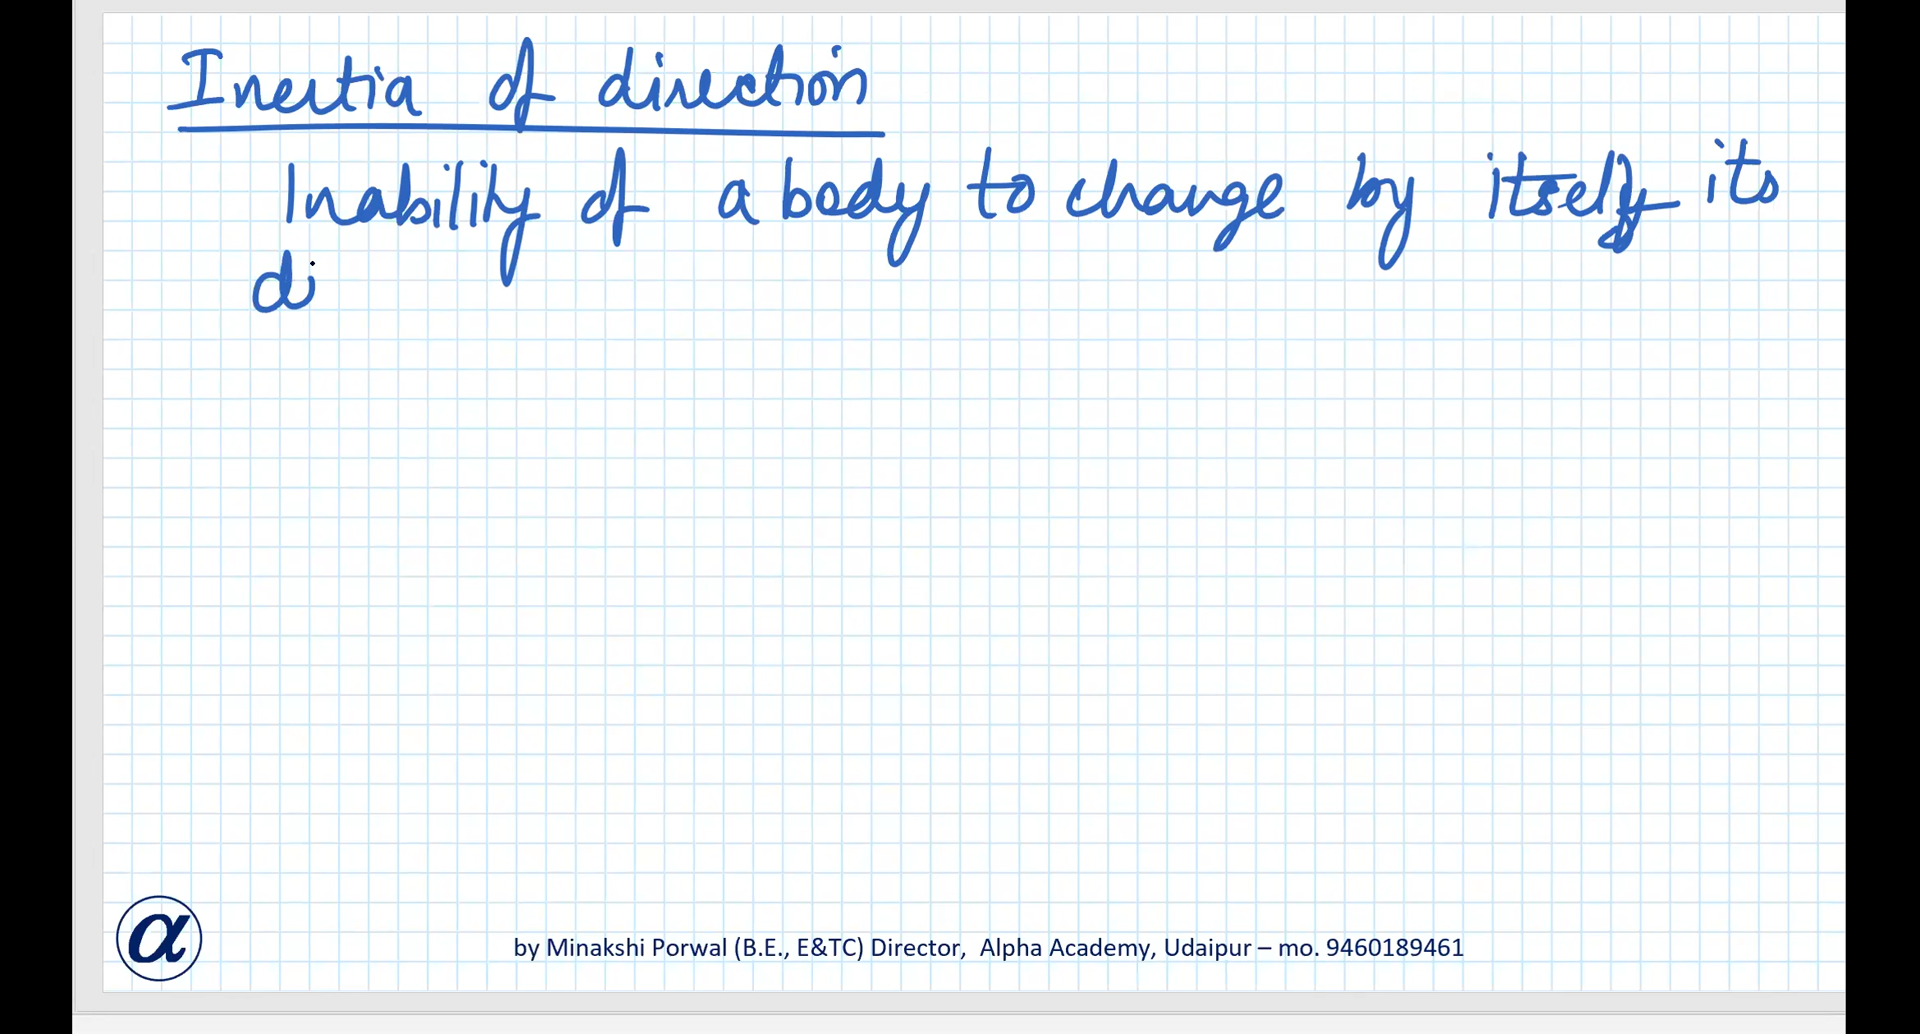 Inertia of direction
Inability of a body to change by itself its
di
α
by Minakshi Porwal (B.E., E&TC) Director, Alpha Academy, Udaipur – mo. 9460189461